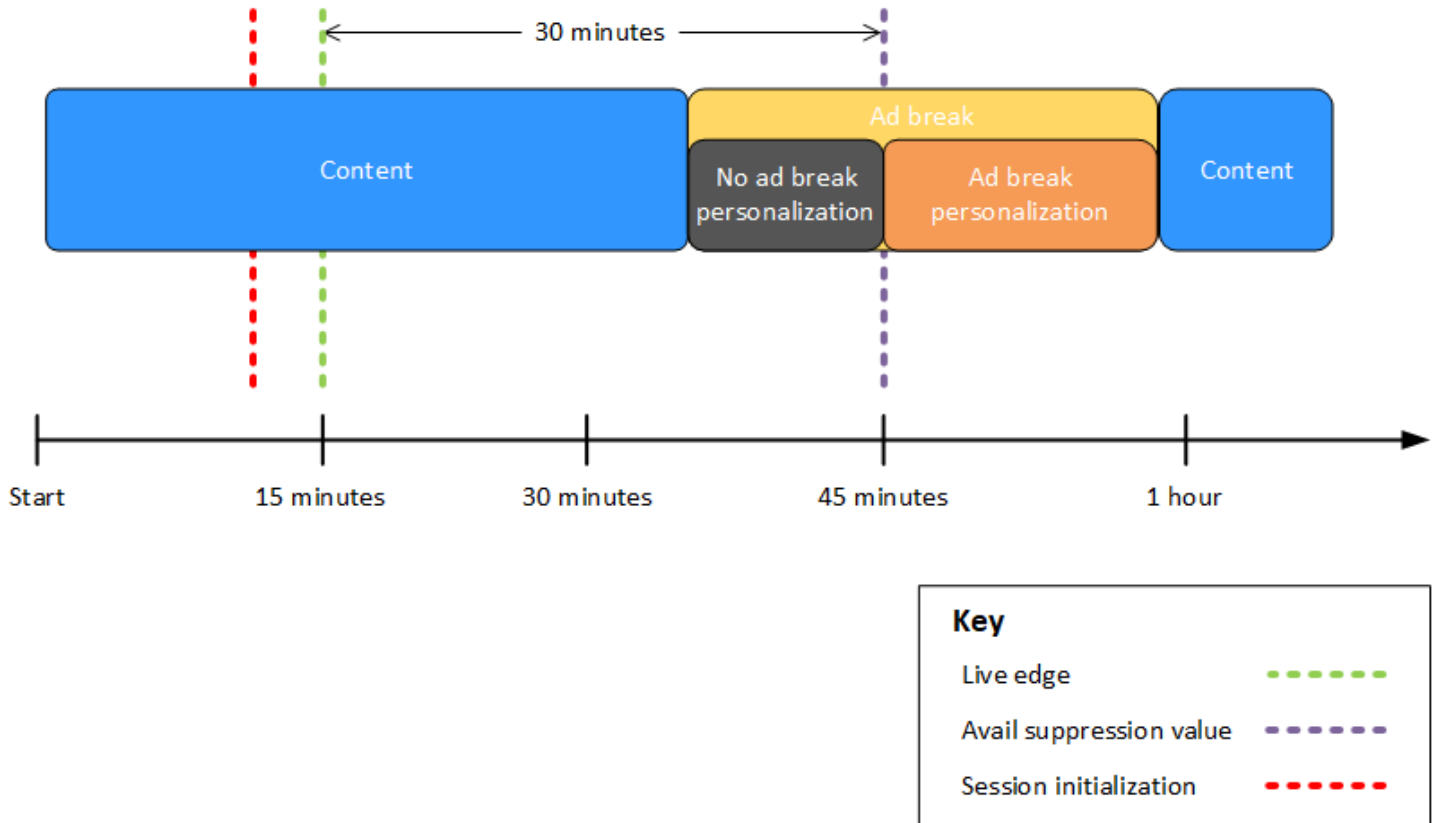 30 minutes
Ad break
Content
No ad break
personalization
Ad break
personalization
Content
Start
15 minutes
30 minutes
45 minutes
1 hour
Key
Live edge
Avail suppression value
Session initialization